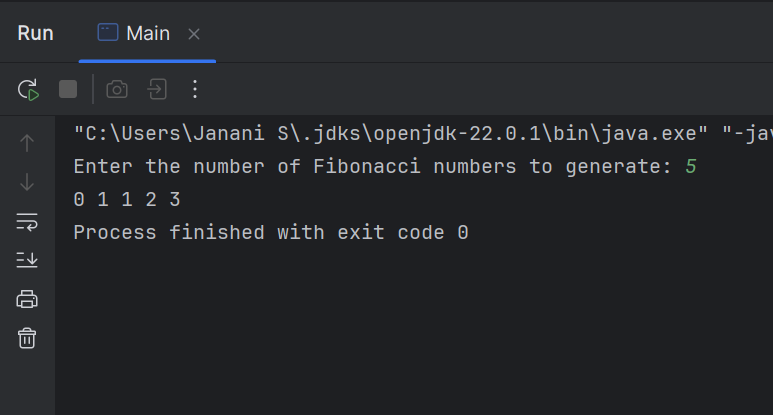 Run Main
"C:\Users\Janani S\.jdks\openjdk-22.0.1\bin\java.exe" "-jav
Enter the number of Fibonacci numbers to generate: 5
0 1 1 2 3
Process finished with exit code 0